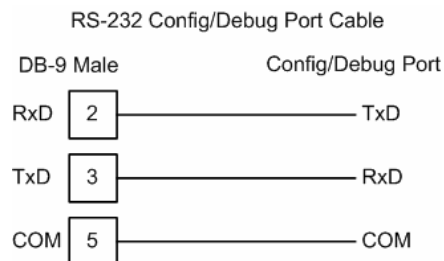 RS-232 Config/Debug Port Cable
DB-9 Male Config/Debug Port
RxD 2 TxD
TxD 3 RxD
COM 5 COM